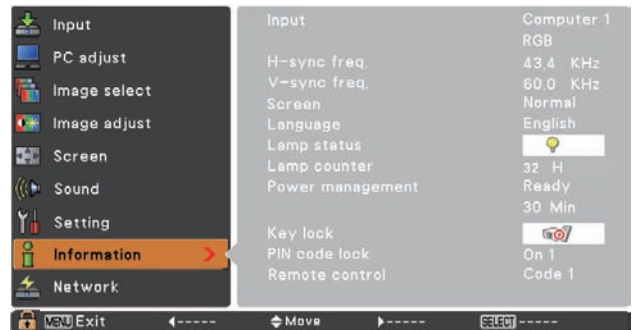 Input
PC adjust
Image select
Image adjust
Screen
Sound
Setting
Information
Network
Input Computer 1
RGB
H-sync freq. 43,4 KHz
V-sync freq. 60,0 KHz
Screen Normal
Language English
Lamp status
Lamp counter 32 H
Power management Ready
30 Min
Key lock
PIN code lock On 1
Remote control Code 1
MENU Exit ----- Move ----- SELECT -----